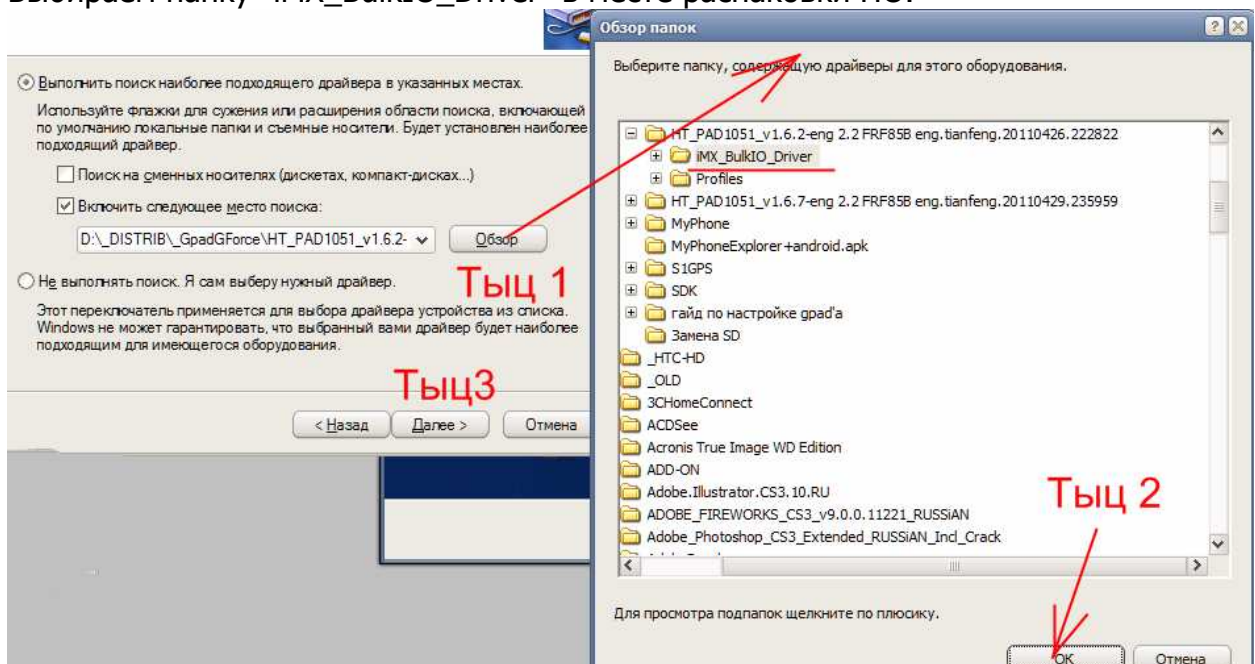 Выбираем папку "iMX_BulkIO_Driver" в месте распаковки ПО:
Выполнить поиск наиболее подходящего драйвера в указанных местах.
Используйте флажки для сужения или расширения области поиска, включающей
по умолчанию локальные папки и съемные носители. Будет установлен наиболее
подходящий драйвер.
Поиск на сменных носителях (дискетах, компакт-дисках...)
Включить следующее место поиска:
D:\_DISTRIB\_GpadGForce\HT_PAD1051_v1.6.2-
Обзор
Тыц 1
Не выполнять поиск. Я сам выберу нужный драйвер.
Этот переключатель применяется для выбора драйвера устройства из списка.
Windows не может гарантировать, что выбранный вами драйвер будет наиболее
подходящим для имеющегося оборудования.
Тыц3
< Назад
Далее >
Отмена
Обзор папок
Выберите папку, содержащую драйверы для этого оборудования.
HT_PAD1051_v1.6.2-eng 2.2 FRF85B eng.tianfeng.20110426.222822
iMX_BulkIO_Driver
Profiles
HT_PAD1051_v1.6.7-eng 2.2 FRF85B eng.tianfeng.20110429.235959
MyPhone
MyPhoneExplorer+android.apk
S1GPS
SDK
гайд по настройке gpad'a
Замена SD
_HTC-HD
_OLD
3CHomeConnect
ACDSee
Acronis True Image WD Edition
ADD-ON
Adobe.Illustrator.CS3.10.RU
ADOBE_FIREWORKS_CS3_v9.0.0.11221_RUSSiAN
Adobe_Photoshop_CS3_Extended_RUSSiAN_Incl_Crack
Тыц 2
Для просмотра подпапок щелкните по плюсику.
ОК
Отмена